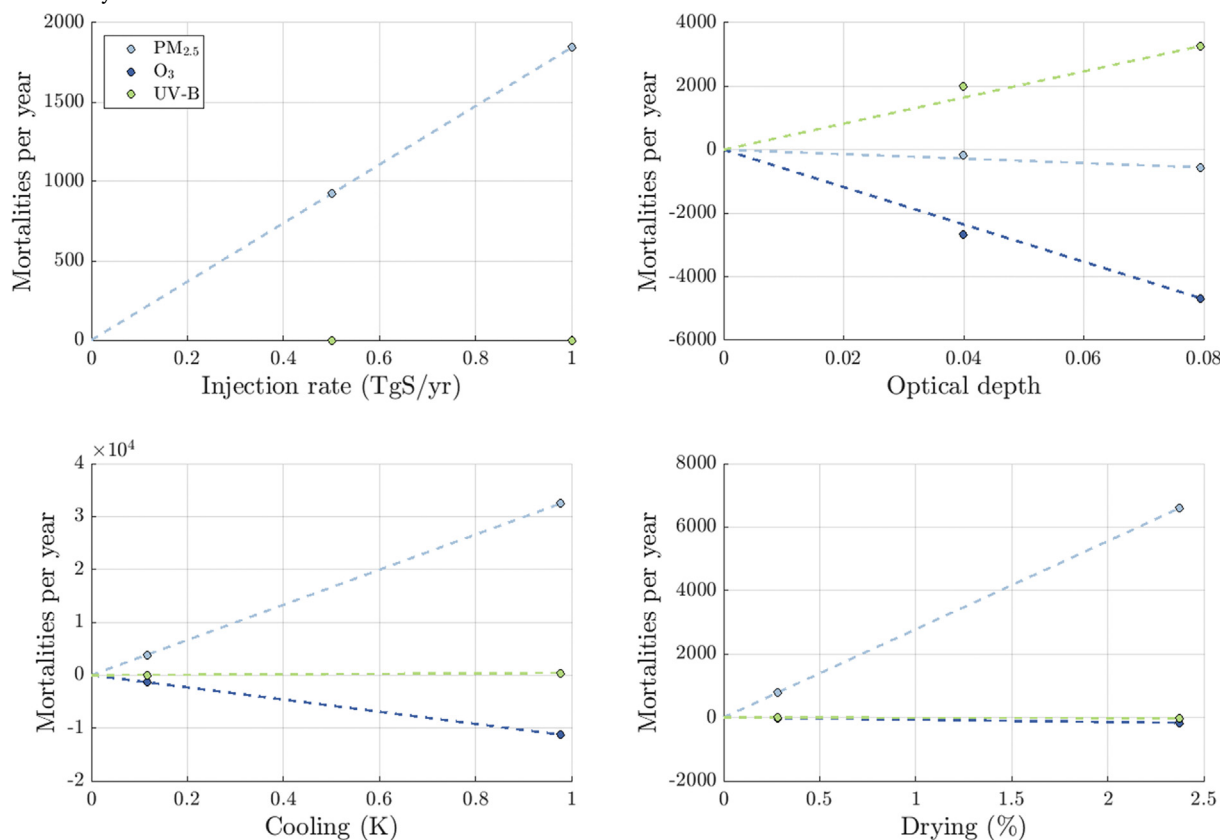 2000
1500
1000
500
0
0 0.2 0.4 0.6 0.8 1
Mortalities per year
Injection rate (TgS/yr)
PM2.5
O3
UV-B
4000
2000
0
-2000
-4000
-6000
0 0.02 0.04 0.06 0.08
Mortalities per year
Optical depth
×10^4
4
3
2
1
0
-1
-2
0 0.2 0.4 0.6 0.8 1
Mortalities per year
Cooling (K)
8000
6000
4000
2000
0
-2000
0 0.5 1 1.5 2 2.5
Mortalities per year
Drying (%)